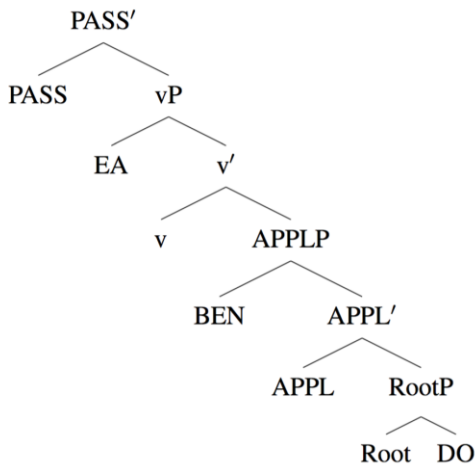 PASS′
PASS vP
EA v′
v APPLP
BEN APPL′
APPL RootP
Root DO